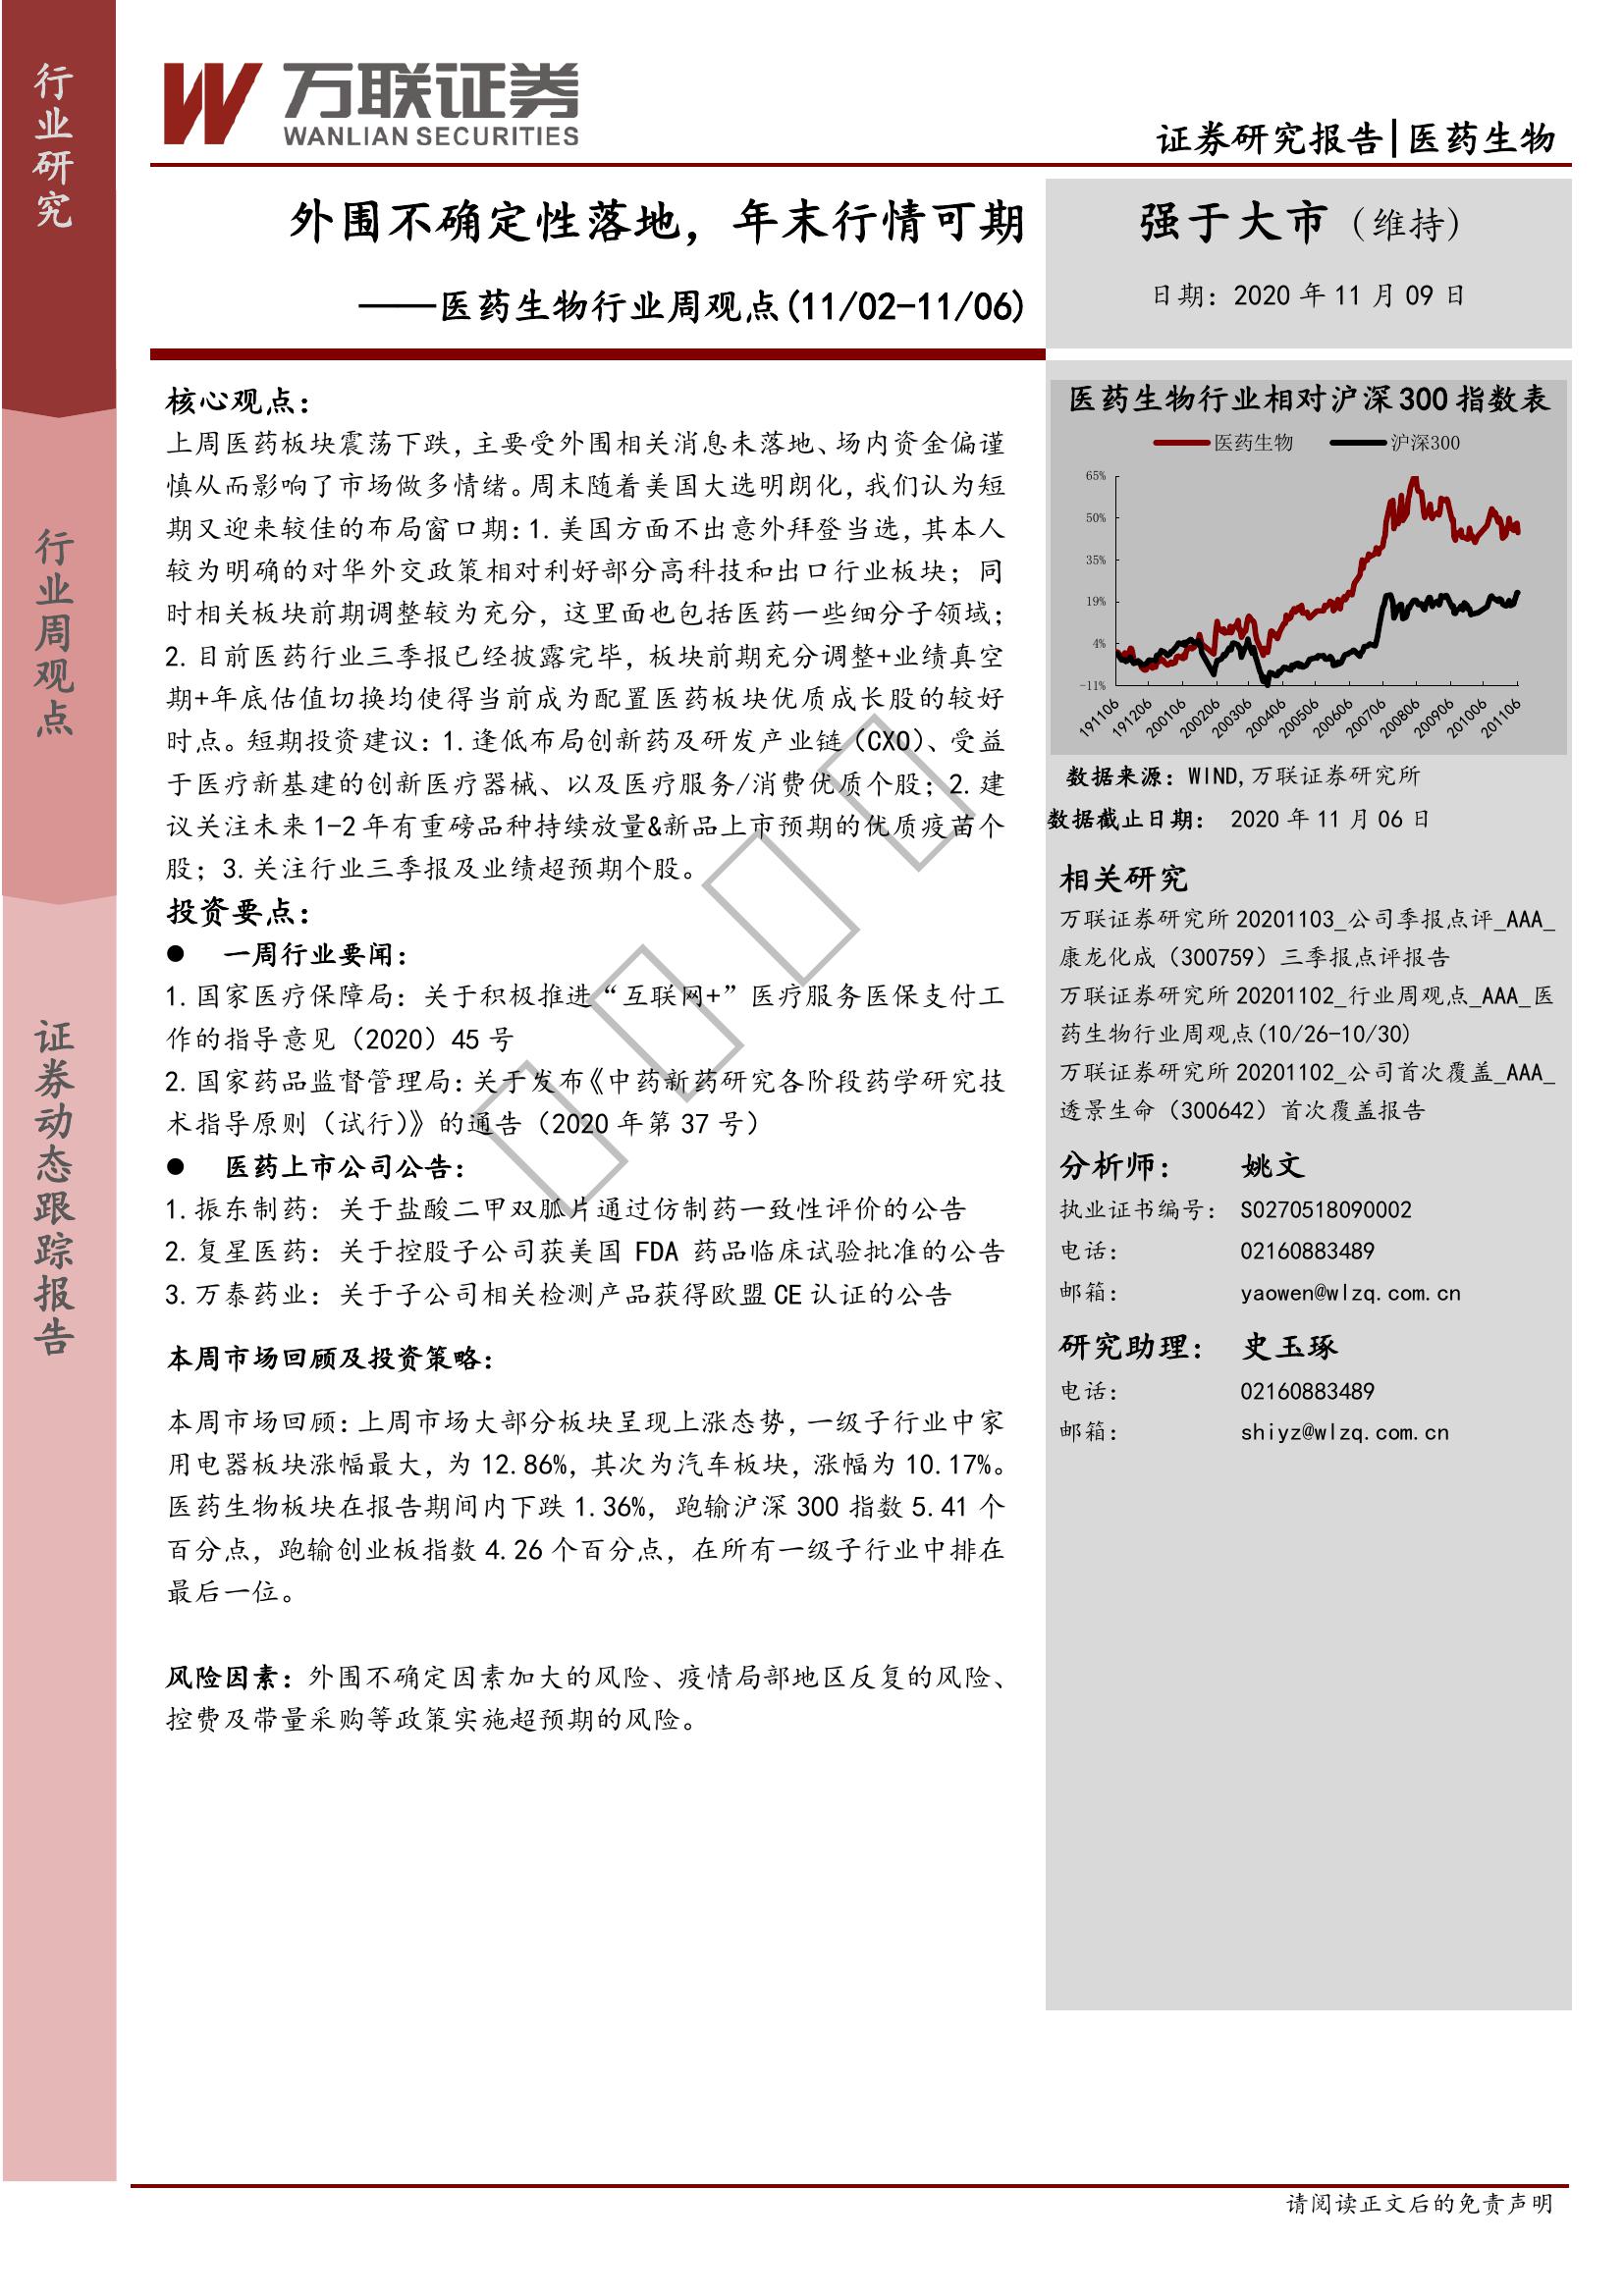 行业研究
行业周观点
证券动态跟踪报告
万联证券
WANLIAN SECURITIES
证券研究报告|医药生物
外围不确定性落地，年末行情可期
——医药生物行业周观点(11/02-11/06)
强于大市（维持）
日期：2020 年 11 月 09 日
核心观点：
上周医药板块震荡下跌，主要受外围相关消息未落地、场内资金偏谨
慎从而影响了市场做多情绪。周末随着美国大选明朗化，我们认为短
期又迎来较佳的布局窗口期：1.美国方面不出意外拜登当选，其本人
较为明确的对华外交政策相对利好部分高科技和出口行业板块；同
时相关板块前期调整较为充分，这里面也包括医药一些细分子领域；
2.目前医药行业三季报已经披露完毕，板块前期充分调整+业绩真空
期+年底估值切换均使得当前成为配置医药板块优质成长股的较好
时点。短期投资建议：1.逢低布局创新药及研发产业链（CXO）、受益
于医疗新基建的创新医疗器械、以及医疗服务/消费优质个股；2.建
议关注未来 1-2 年有重磅品种持续放量&新品上市预期的优质疫苗个
股；3.关注行业三季报及业绩超预期个股。
投资要点：
● 一周行业要闻：
1.国家医疗保障局：关于积极推进“互联网+”医疗服务医保支付工
作的指导意见（2020）45 号
2.国家药品监督管理局：关于发布《中药新药研究各阶段药学研究技
术指导原则（试行）》的通告（2020 年第 37 号）
● 医药上市公司公告：
1.振东制药：关于盐酸二甲双胍片通过仿制药一致性评价的公告
2.复星医药：关于控股子公司获美国 FDA 药品临床试验批准的公告
3.万泰药业：关于子公司相关检测产品获得欧盟 CE 认证的公告
本周市场回顾及投资策略：
本周市场回顾：上周市场大部分板块呈现上涨态势，一级子行业中家
用电器板块涨幅最大，为 12.86%，其次为汽车板块，涨幅为 10.17%。
医药生物板块在报告期间内下跌 1.36%，跑输沪深 300 指数 5.41 个
百分点，跑输创业板指数 4.26 个百分点，在所有一级子行业中排在
最后一位。
风险因素：外围不确定因素加大的风险、疫情局部地区反复的风险、
控费及带量采购等政策实施超预期的风险。
医药生物行业相对沪深 300 指数表
医药生物 沪深300
65%
50%
35%
19%
4%
-11%
191106 191206 200106 200206 200306 200406 200506 200606 200706 200806 200906 201006 201106
数据来源：WIND,万联证券研究所
数据截止日期： 2020 年 11 月 06 日
相关研究
万联证券研究所 20201103_公司季报点评_AAA_
康龙化成（300759）三季报点评报告
万联证券研究所 20201102_行业周观点_AAA_医
药生物行业周观点(10/26-10/30)
万联证券研究所 20201102_公司首次覆盖_AAA_
透景生命（300642）首次覆盖报告
分析师： 姚文
执业证书编号： S0270518090002
电话： 02160883489
邮箱： yaowen@wlzq.com.cn
研究助理： 史玉琢
电话： 02160883489
邮箱： shiyz@wlzq.com.cn
请阅读正文后的免责声明